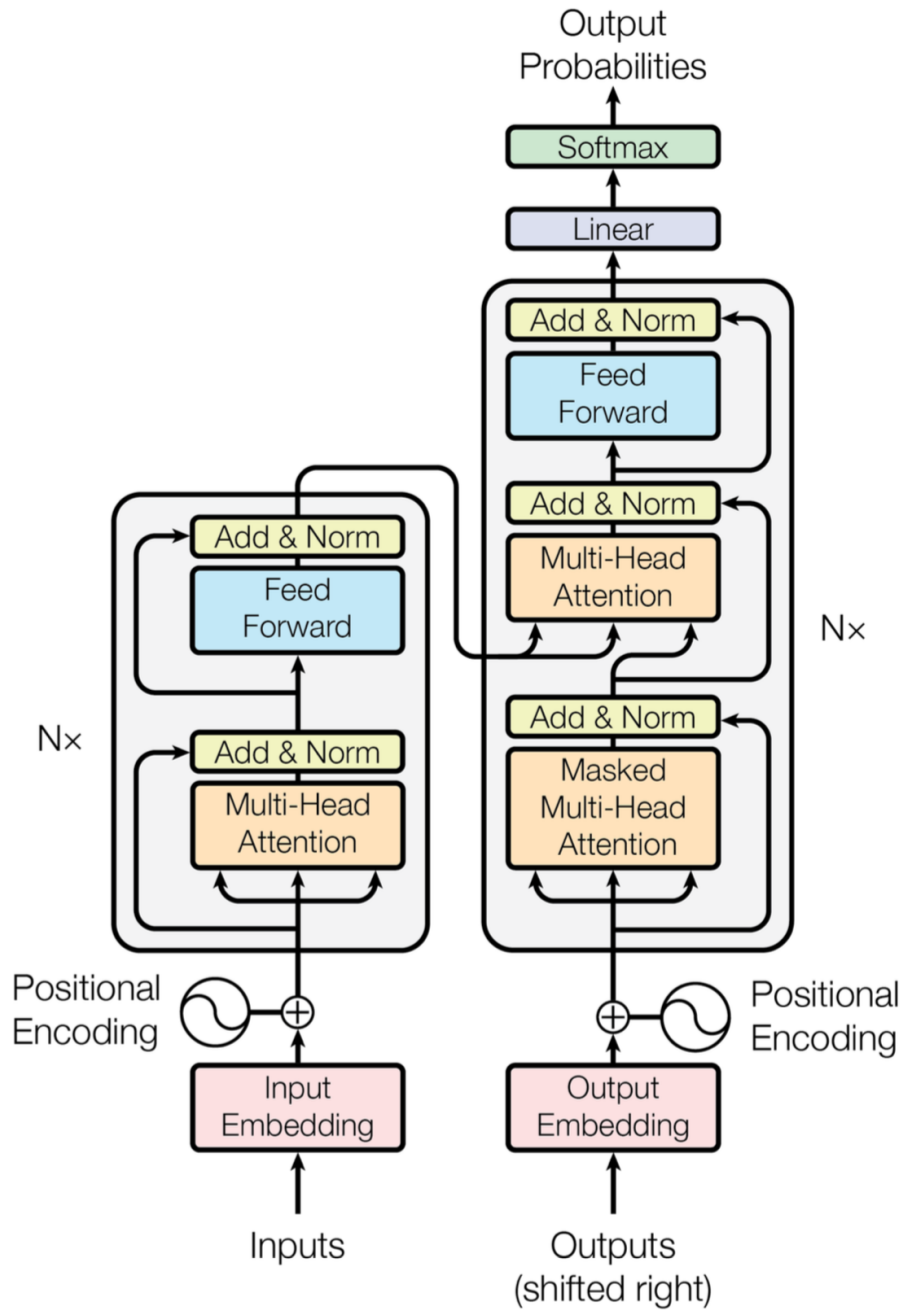 Output
Probabilities
Softmax
Linear
Add & Norm
Feed
Forward
Add & Norm
Multi-Head
Attention
Add & Norm
Masked
Multi-Head
Attention
Nx
Add & Norm
Feed
Forward
Add & Norm
Multi-Head
Attention
Nx
Positional
Encoding
Positional
Encoding
Input
Embedding
Output
Embedding
Inputs
Outputs
(shifted right)